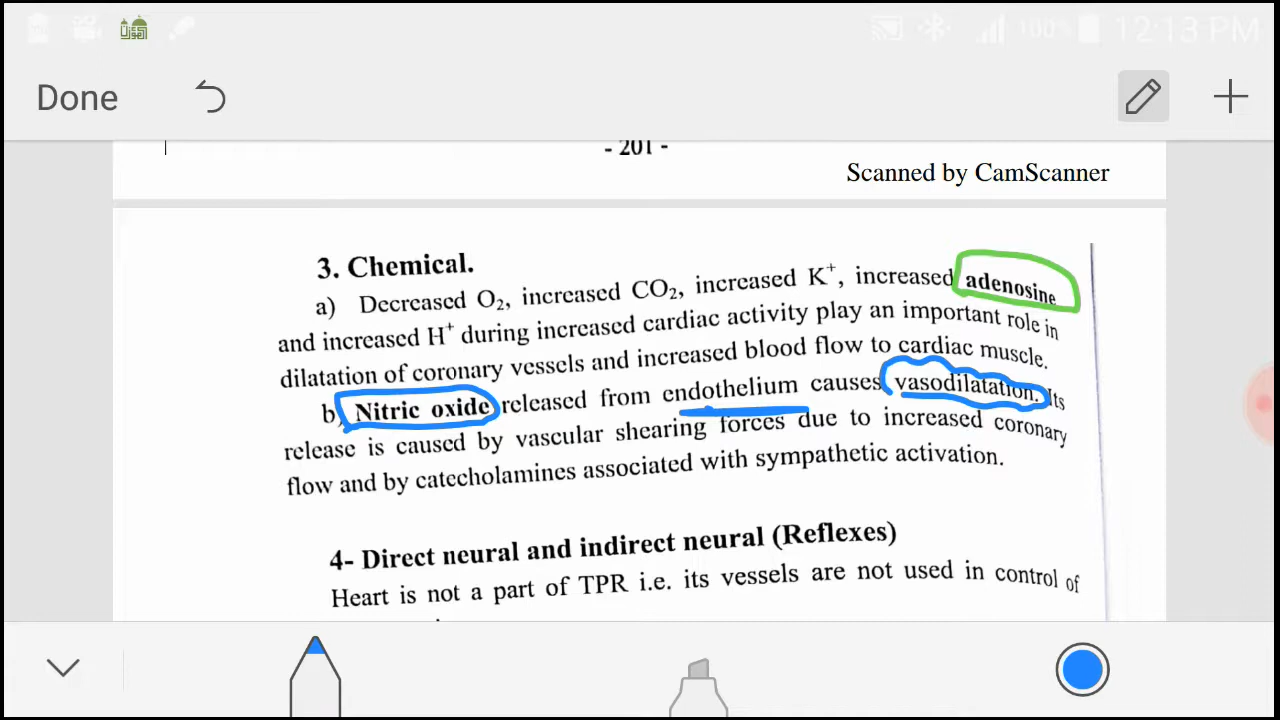 100% 12:13 PM
Done
- 201 -
Scanned by CamScanner
3. Chemical.
a) Decreased O₂, increased CO₂, increased K⁺, increased adenosine
and increased H⁺ during increased cardiac activity play an important role in
dilatation of coronary vessels and increased blood flow to cardiac muscle.
b) Nitric oxide released from endothelium causes vasodilatation. Its
release is caused by vascular shearing forces due to increased coronary
flow and by catecholamines associated with sympathetic activation.
4- Direct neural and indirect neural (Reflexes)
Heart is not a part of TPR i.e. its vessels are not used in control of